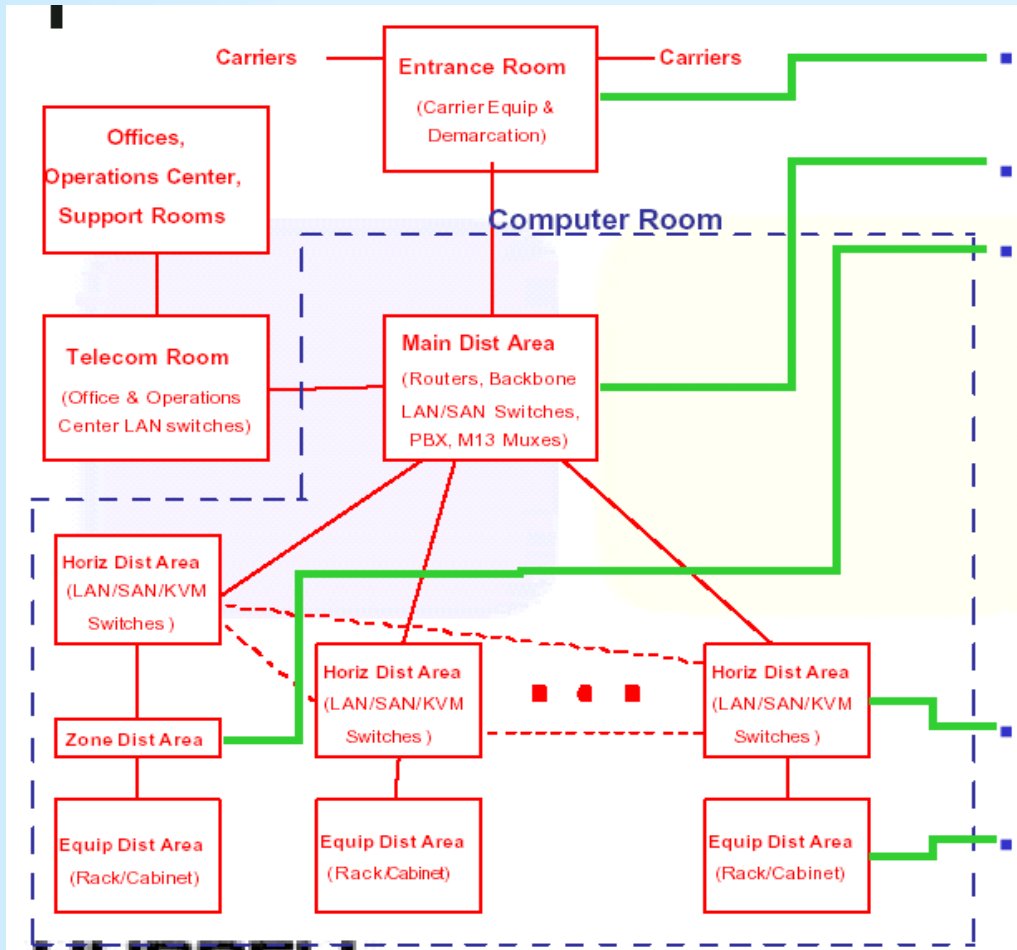 Carriers
Entrance Room
(Carrier Equip &
Demarcation)
Carriers
Offices,
Operations Center,
Support Rooms
Computer Room
Telecom Room
(Office & Operations
Center LAN switches)
Main Dist Area
(Routers, Backbone
LAN/SAN Switches,
PBX, M13 Muxes)
Horiz Dist Area
(LAN/SAN/KVM
Switches )
Horiz Dist Area
(LAN/SAN/KVM
Switches )
Horiz Dist Area
(LAN/SAN/KVM
Switches )
Zone Dist Area
Equip Dist Area
(Rack/Cabinet)
Equip Dist Area
(Rack/Cabinet)
Equip Dist Area
(Rack/Cabinet)